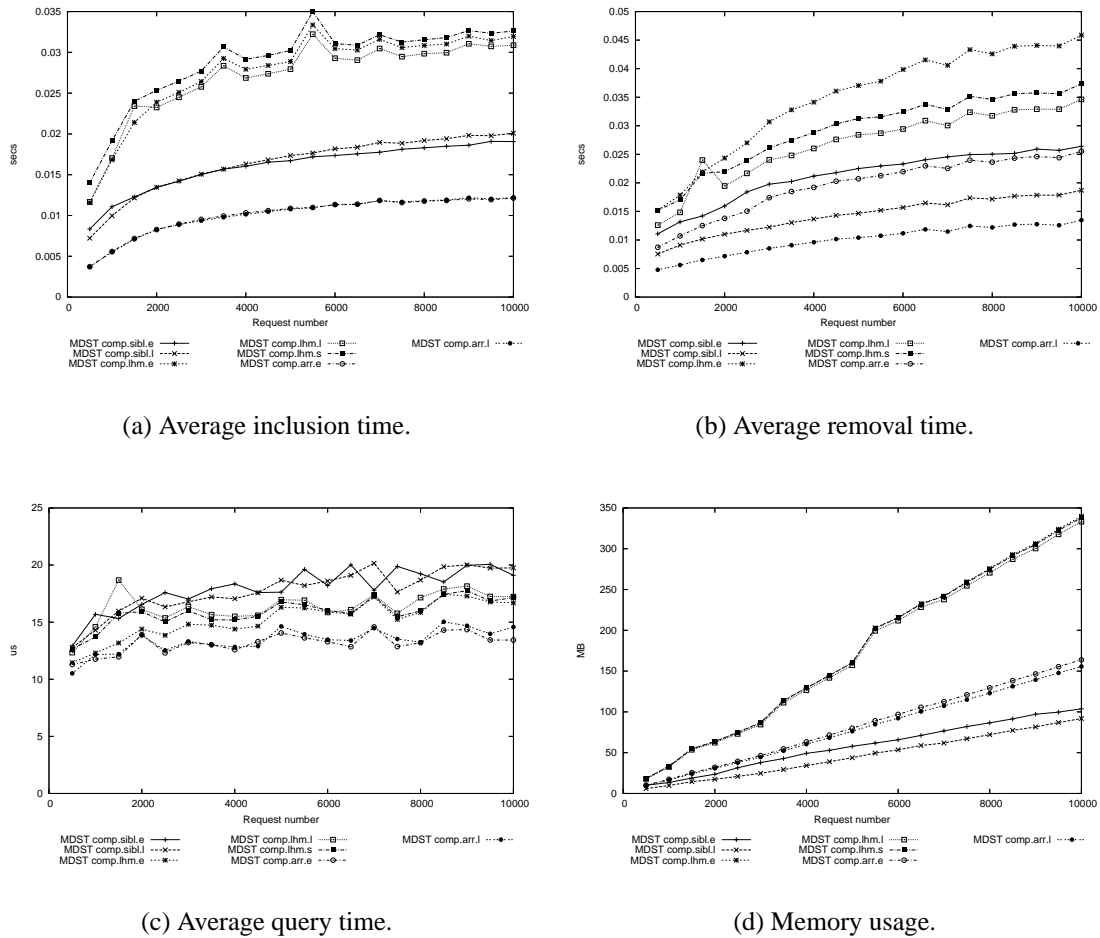 0.035
0.03
0.025
0.02
0.015
0.01
0.005
0
secs
0 2000 4000 6000 8000 10000
Request number
MDST comp.sibl.e MDST comp.lhm.l MDST comp.arr.l
MDST comp.sibl.l MDST comp.lhm.s
MDST comp.lhm.e MDST comp.arr.e
(a) Average inclusion time.
0.05
0.045
0.04
0.035
0.03
0.025
0.02
0.015
0.01
0.005
0
secs
0 2000 4000 6000 8000 10000
Request number
MDST comp.sibl.e MDST comp.lhm.l MDST comp.arr.l
MDST comp.sibl.l MDST comp.lhm.s
MDST comp.lhm.e MDST comp.arr.e
(b) Average removal time.
25
20
15
10
5
0
us
0 2000 4000 6000 8000 10000
Request number
MDST comp.sibl.e MDST comp.lhm.l MDST comp.arr.l
MDST comp.sibl.l MDST comp.lhm.s
MDST comp.lhm.e MDST comp.arr.e
(c) Average query time.
350
300
250
200
150
100
50
0
MB
0 2000 4000 6000 8000 10000
Request number
MDST comp.sibl.e MDST comp.lhm.l MDST comp.arr.l
MDST comp.sibl.l MDST comp.lhm.s
MDST comp.lhm.e MDST comp.arr.e
(d) Memory usage.